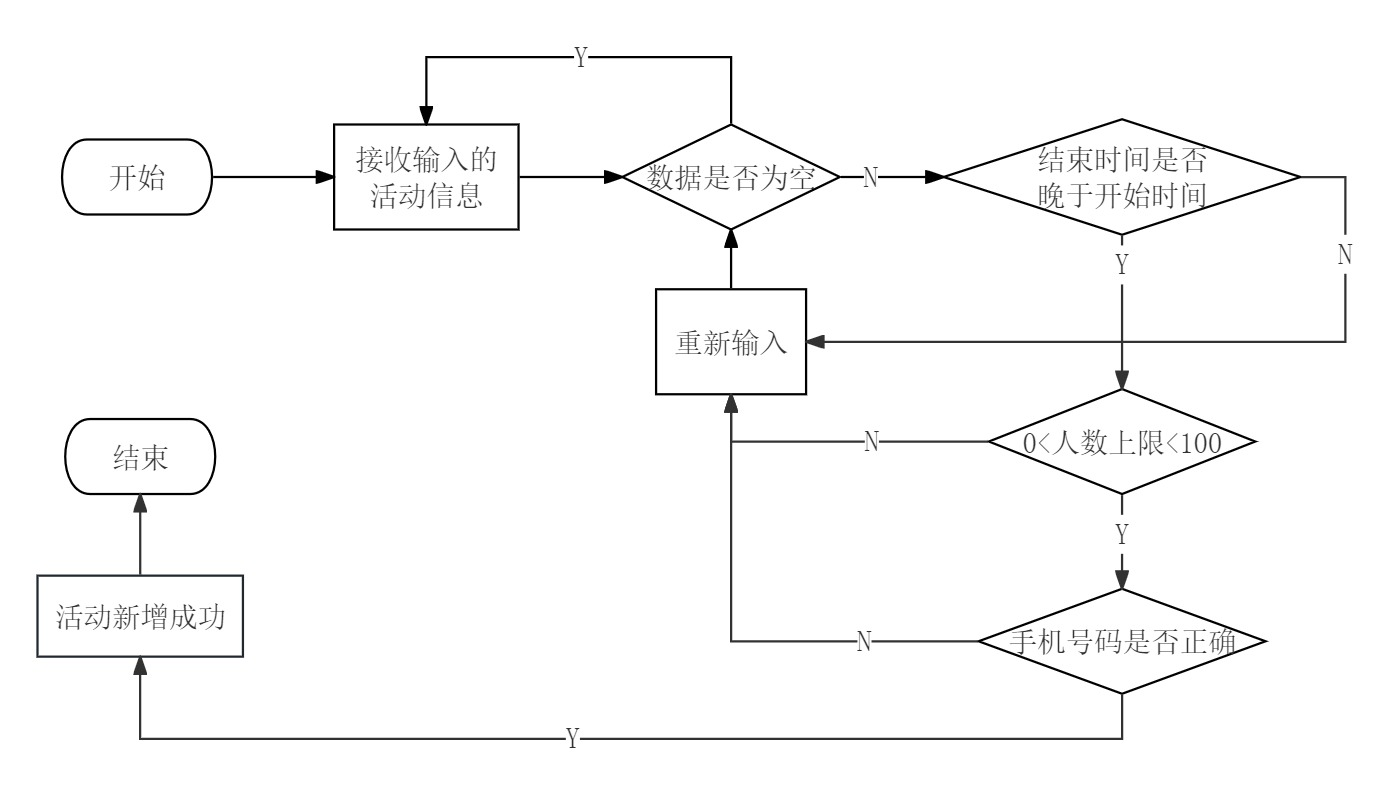 Y
开始
接收输入的
活动信息
数据是否为空
N
结束时间是否
晚于开始时间
N
Y
重新输入
N
0<人数上限<100
结束
Y
活动新增成功
N
手机号码是否正确
Y